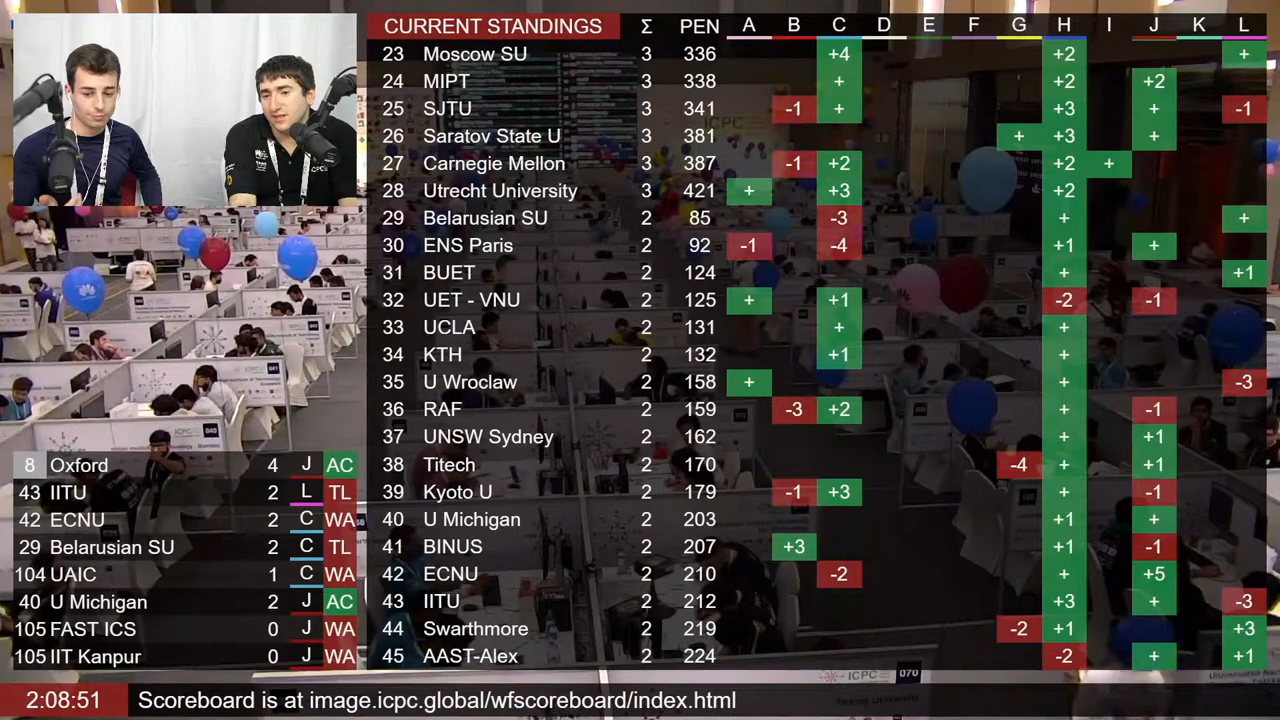 CURRENT STANDINGS Σ PEN A B C D E F G H I J K L
23 Moscow SU 3 336 +4 +2 +
24 MIPT 3 338 + +2 +2
25 SJTU 3 341 -1 + +3 + -1
26 Saratov State U 3 381 + +3 +
27 Carnegie Mellon 3 387 -1 +2 +2 +
28 Utrecht University 3 421 + +3 +2
29 Belarusian SU 2 85 -3 + +
30 ENS Paris 2 92 -1 -4 +1 +
31 BUET 2 124 + +1
32 UET - VNU 2 125 + +1 -2 -1
33 UCLA 2 131 + +
34 KTH 2 132 +1 +
35 U Wroclaw 2 158 + + -3
36 RAF 2 159 -3 +2 + -1
37 UNSW Sydney 2 162 + +1
38 Titech 2 170 -4 + +1
39 Kyoto U 2 179 -1 +3 + -1
40 U Michigan 2 203 +1 +
41 BINUS 2 207 +3 +1 -1
42 ECNU 2 210 -2 + +5
43 IITU 2 212 +3 + -3
44 Swarthmore 2 219 -2 +1 +3
45 AAST-Alex 2 224 -2 + +1
8 Oxford 4 J AC
43 IITU 2 L TL
42 ECNU 2 C WA
29 Belarusian SU 2 C TL
104 UAIC 1 C WA
40 U Michigan 2 J AC
105 FAST ICS 0 J WA
105 IIT Kanpur 0 J WA
icpc.global
070
2:08:51 Scoreboard is at image.icpc.global/wfscoreboard/index.html